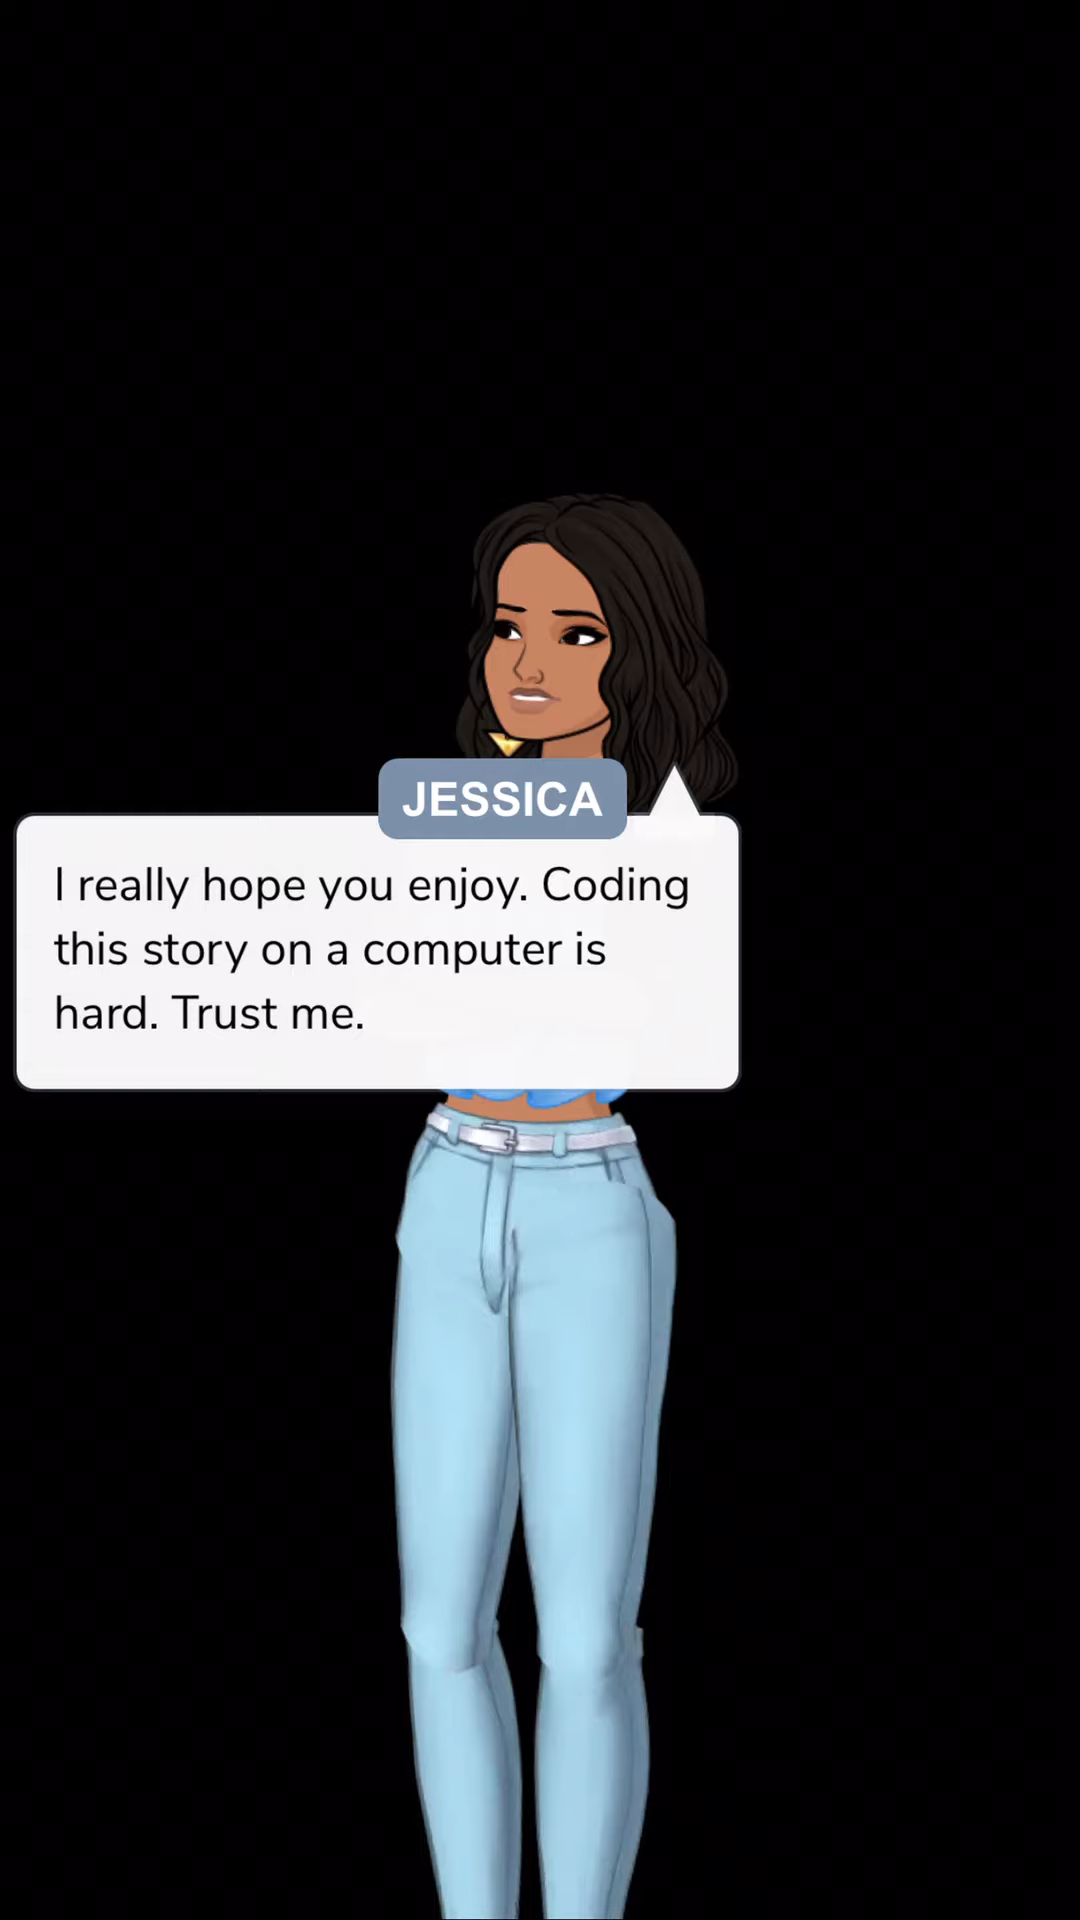 JESSICA
I really hope you enjoy. Coding
this story on a computer is
hard. Trust me.